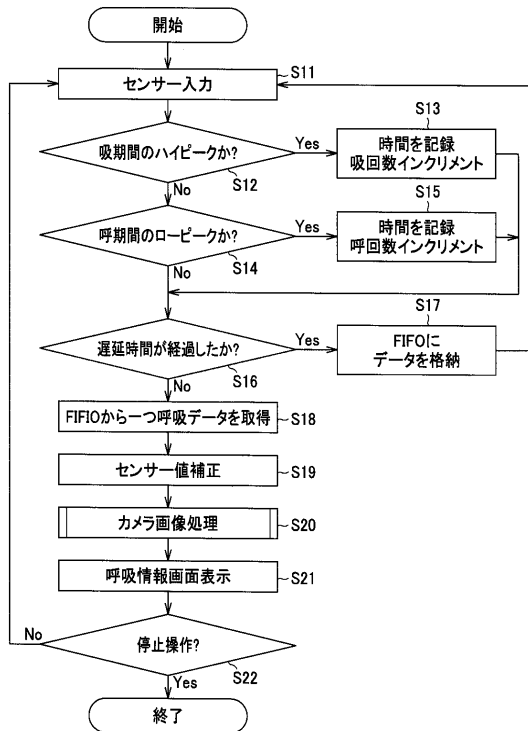 開始
センサー入力
S11
吸期間のハイピークか?
S12
Yes
No
S13
時間を記録
吸回数インクリメント
呼期間のローピークか?
S14
Yes
No
S15
時間を記録
呼回数インクリメント
遅延時間が経過したか?
S16
Yes
No
S17
FIFOに
データを格納
FIFIOから一つ呼吸データを取得
S18
センサー値補正
S19
カメラ画像処理
S20
呼吸情報画面表示
S21
停止操作?
S22
No
Yes
終了